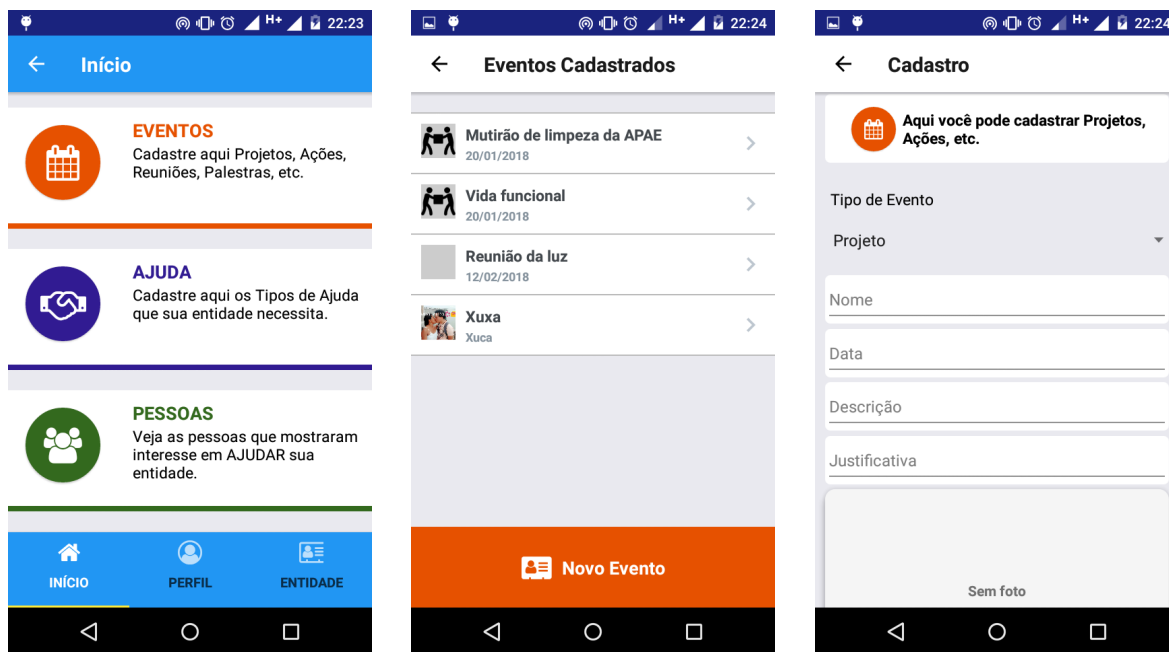 H+ 22:23
Início
EVENTOS
Cadastre aqui Projetos, Ações,
Reuniões, Palestras, etc.
AJUDA
Cadastre aqui os Tipos de Ajuda
que sua entidade necessita.
PESSOAS
Veja as pessoas que mostraram
interesse em AJUDAR sua
entidade.
INÍCIO
PERFIL
ENTIDADE
H+ 22:24
Eventos Cadastrados
Mutirão de limpeza da APAE
20/01/2018
Vida funcional
20/01/2018
Reunião da luz
12/02/2018
Xuxa
Xuca
Novo Evento
H+ 22:24
Cadastro
Aqui você pode cadastrar Projetos,
Ações, etc.
Tipo de Evento
Projeto
Nome
Data
Descrição
Justificativa
Sem foto